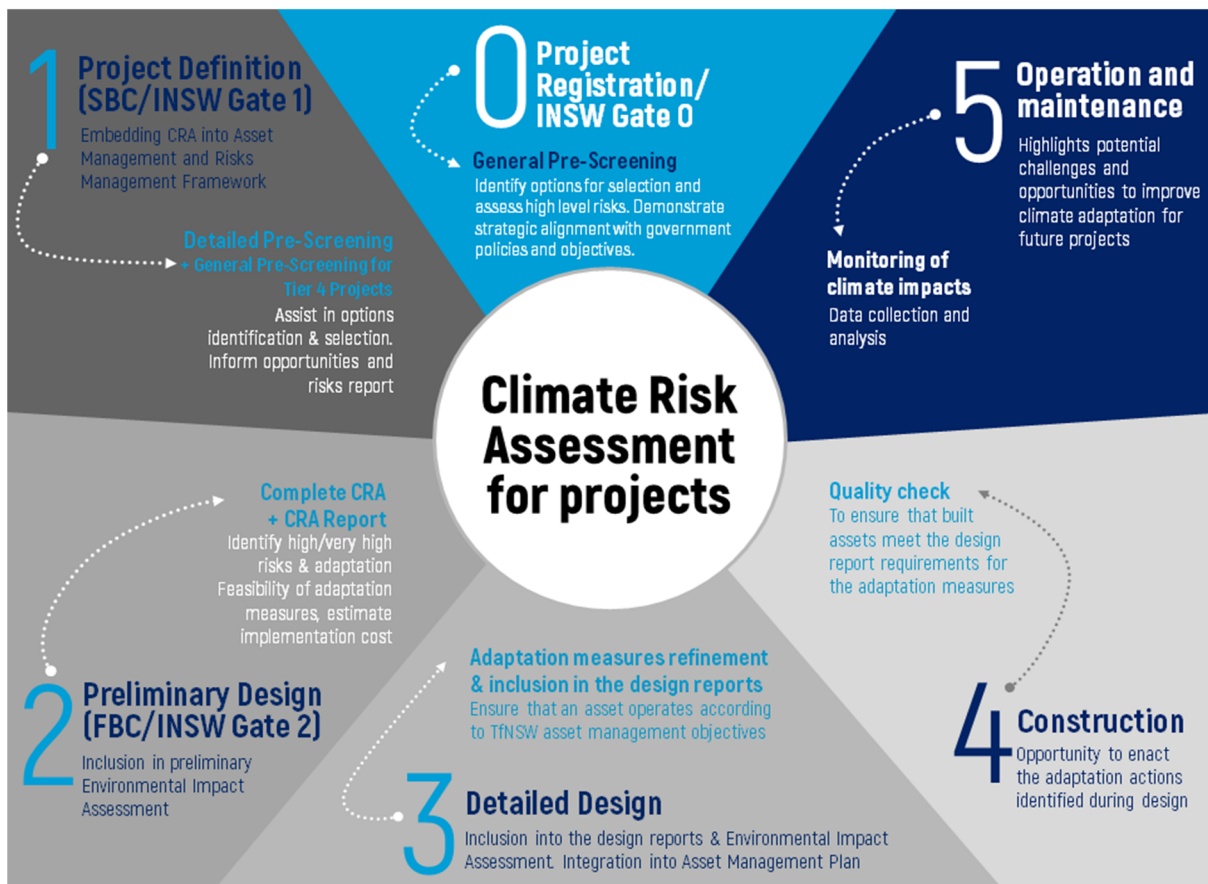 0
Project
Registration/
INSW Gate 0
General Pre-Screening
Identify options for selection and
assess high level risks. Demonstrate
strategic alignment with government
policies and objectives.
1
Project Definition
(SBC/INSW Gate 1)
Embedding CRA into Asset
Management and Risks
Management Framework
Detailed Pre-Screening
+ General Pre-Screening for
Tier 4 Projects
Assist in options
identification & selection.
Inform opportunities and
risks report
Climate Risk
Assessment
for projects
Complete CRA
+ CRA Report
Identify high/very high
risks & adaptation
Feasibility of adaptation
measures, estimate
implementation cost
2
Preliminary Design
(FBC/INSW Gate 2)
Inclusion in preliminary
Environmental Impact
Assessment
Adaptation measures refinement
& inclusion in the design reports
Ensure that an asset operates according
to TfNSW asset management objectives
3
Detailed Design
Inclusion into the design reports & Environmental Impact
Assessment. Integration into Asset Management Plan
Quality check
To ensure that built
assets meet the design
report requirements for
the adaptation measures
4
Construction
Opportunity to enact
the adaptation actions
identified during design
5
Operation and
maintenance
Highlights potential
challenges and
opportunities to improve
climate adaptation for
future projects
Monitoring of
climate impacts
Data collection and
analysis